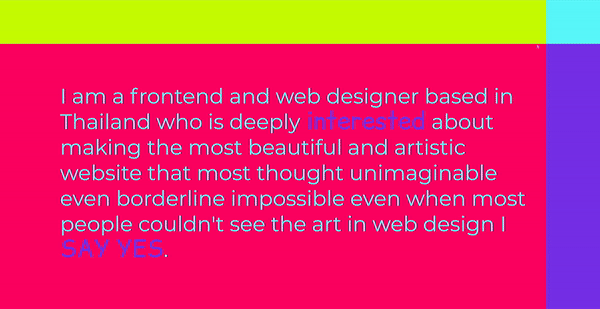 I am a frontend and web designer based in
Thailand who is deeply interested about
making the most beautiful and artistic
website that most thought unimaginable
even borderline impossible even when most
people couldn't see the art in web design I
SAY YES.